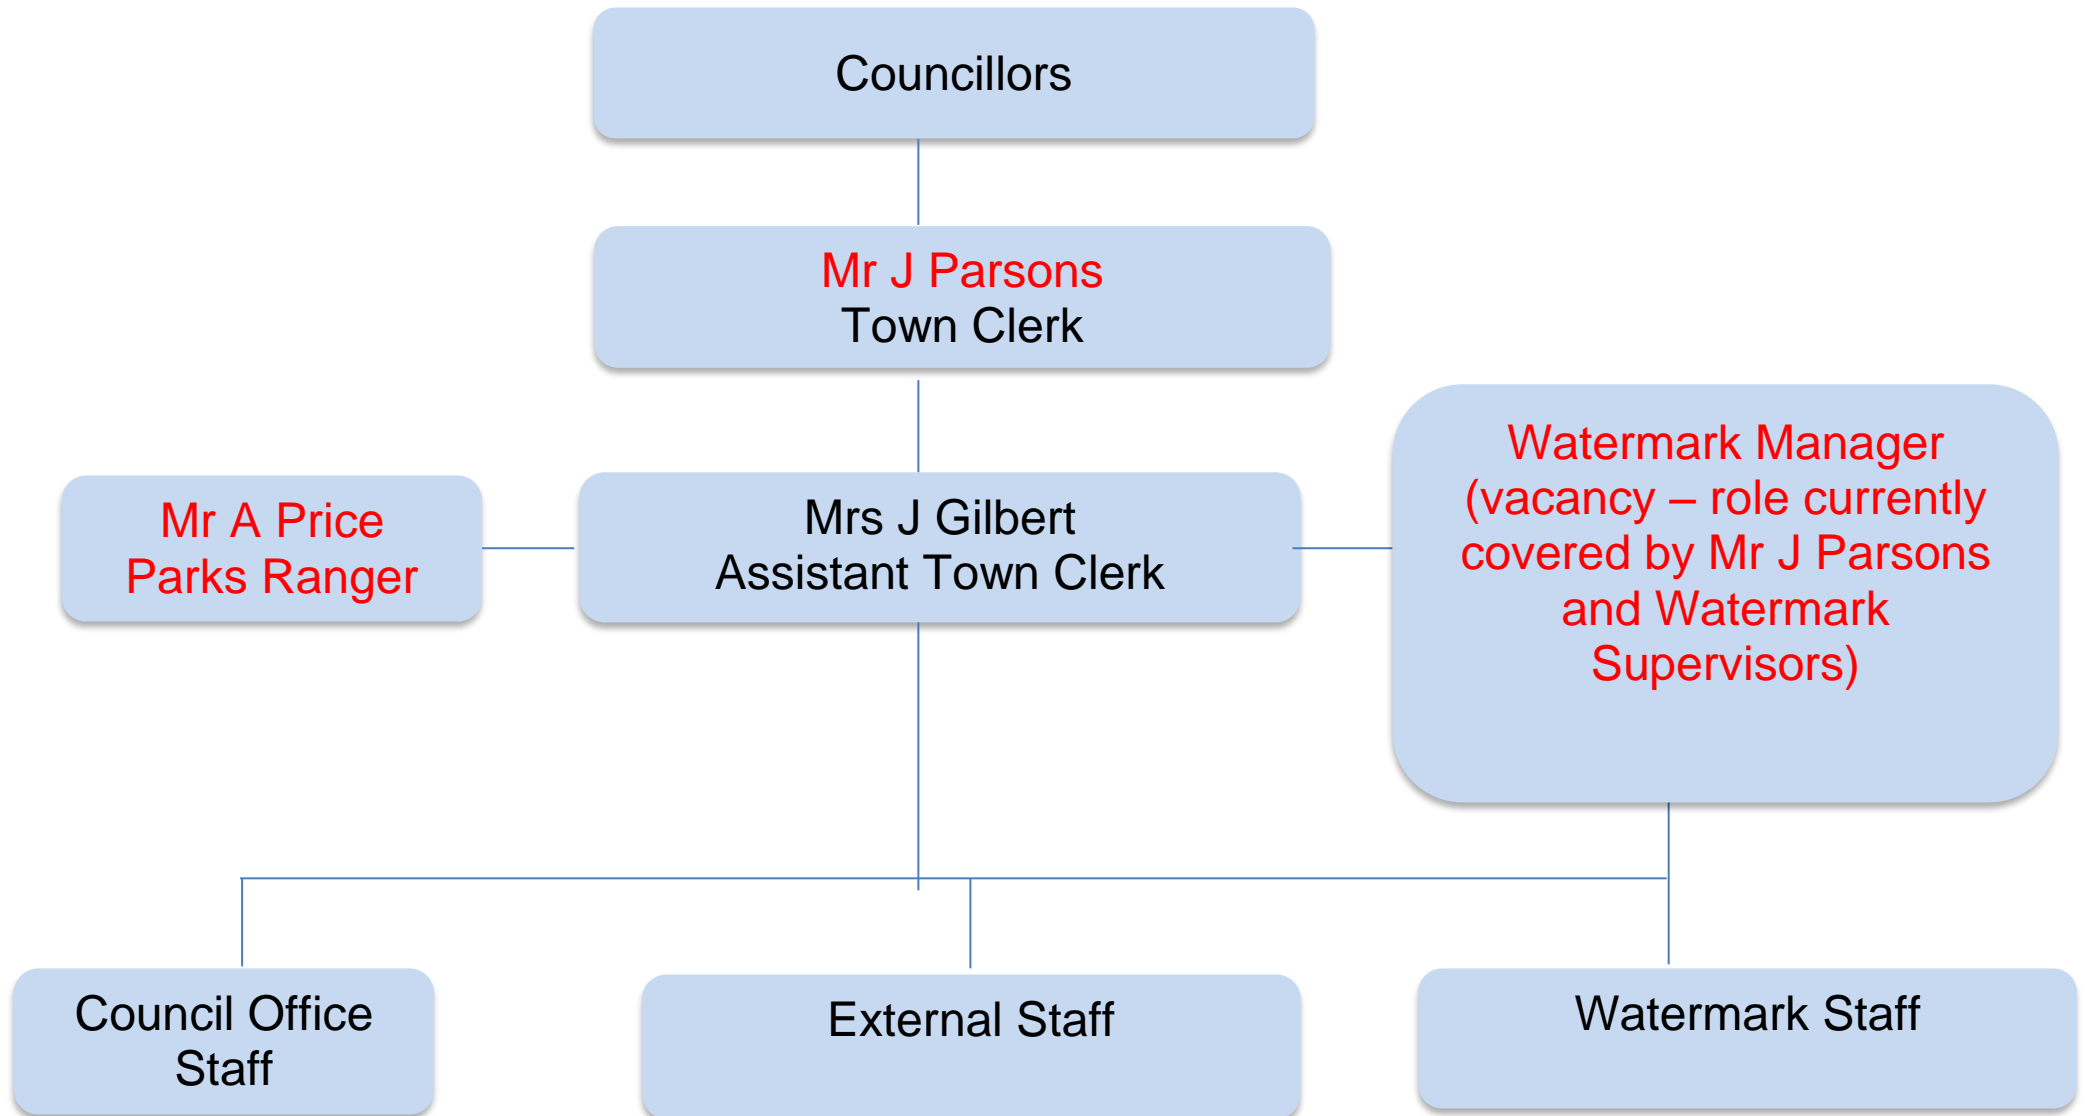 Councillors
Mr J Parsons
Town Clerk
Mr A Price
Parks Ranger
Mrs J Gilbert
Assistant Town Clerk
Watermark Manager
(vacancy – role currently
covered by Mr J Parsons
and Watermark
Supervisors)
Council Office
Staff
External Staff
Watermark Staff